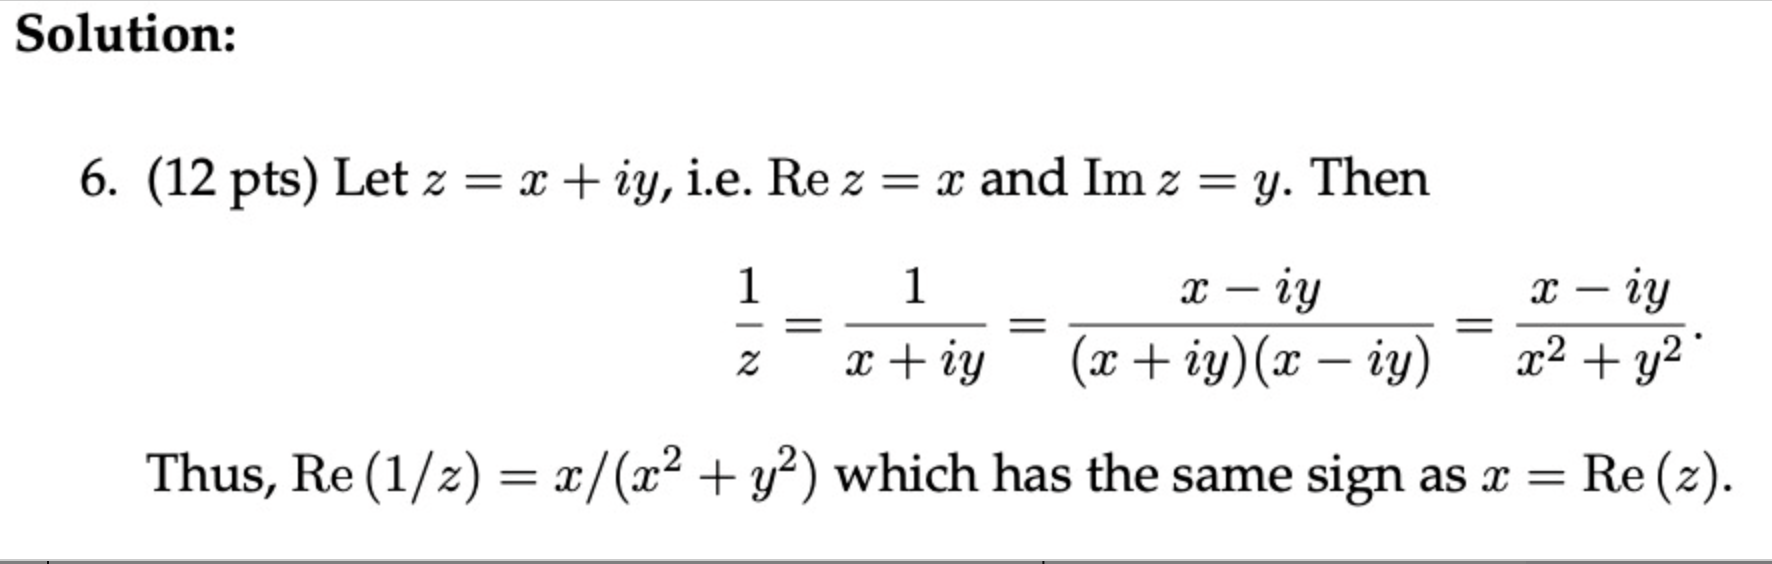 Solution:
6. (12 pts) Let z = x + iy, i.e. Re z = x and Im z = y. Then
1/z = 1/(x + iy) = (x − iy)/((x + iy)(x − iy)) = (x − iy)/(x² + y²).
Thus, Re (1/z) = x/(x² + y²) which has the same sign as x = Re (z).